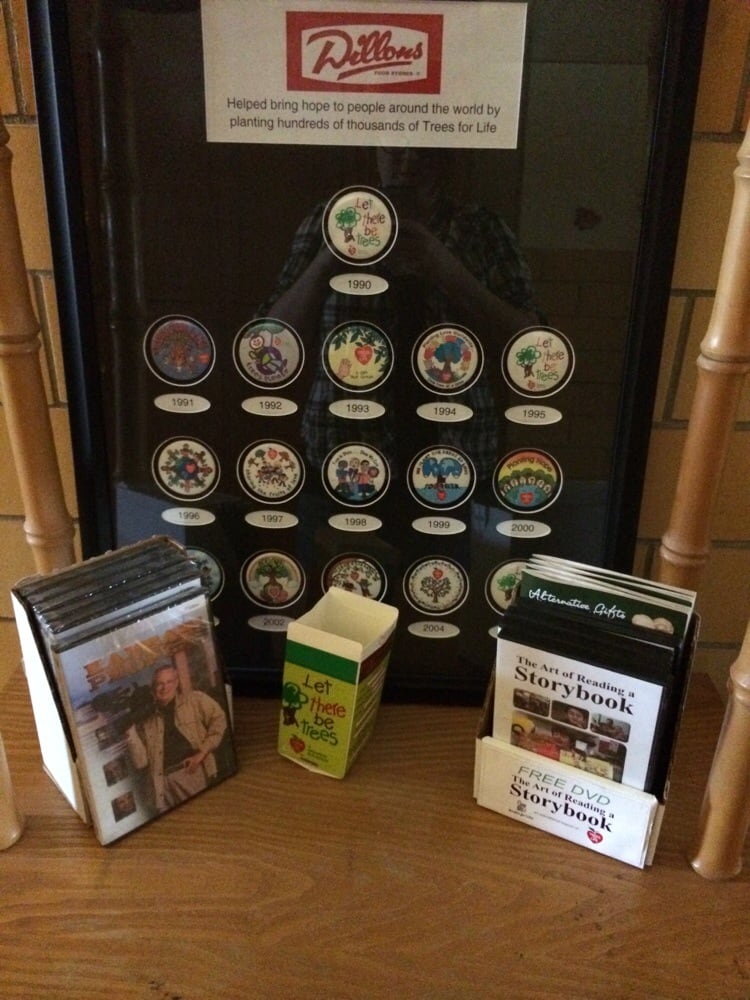 Dillons
FOOD STORES
Helped bring hope to people around the world by
planting hundreds of thousands of Trees for Life
Let
there
be
trees
1990
1991
1992
1993
1994
Let
there
be
trees
1995
1996
1997
1998
1999
Planting Hope
2000
2002
2004
Let
there
be
trees
Alternative Gifts
The Art of Reading a
Storybook
FREE DVD
The Art of Reading a
Storybook